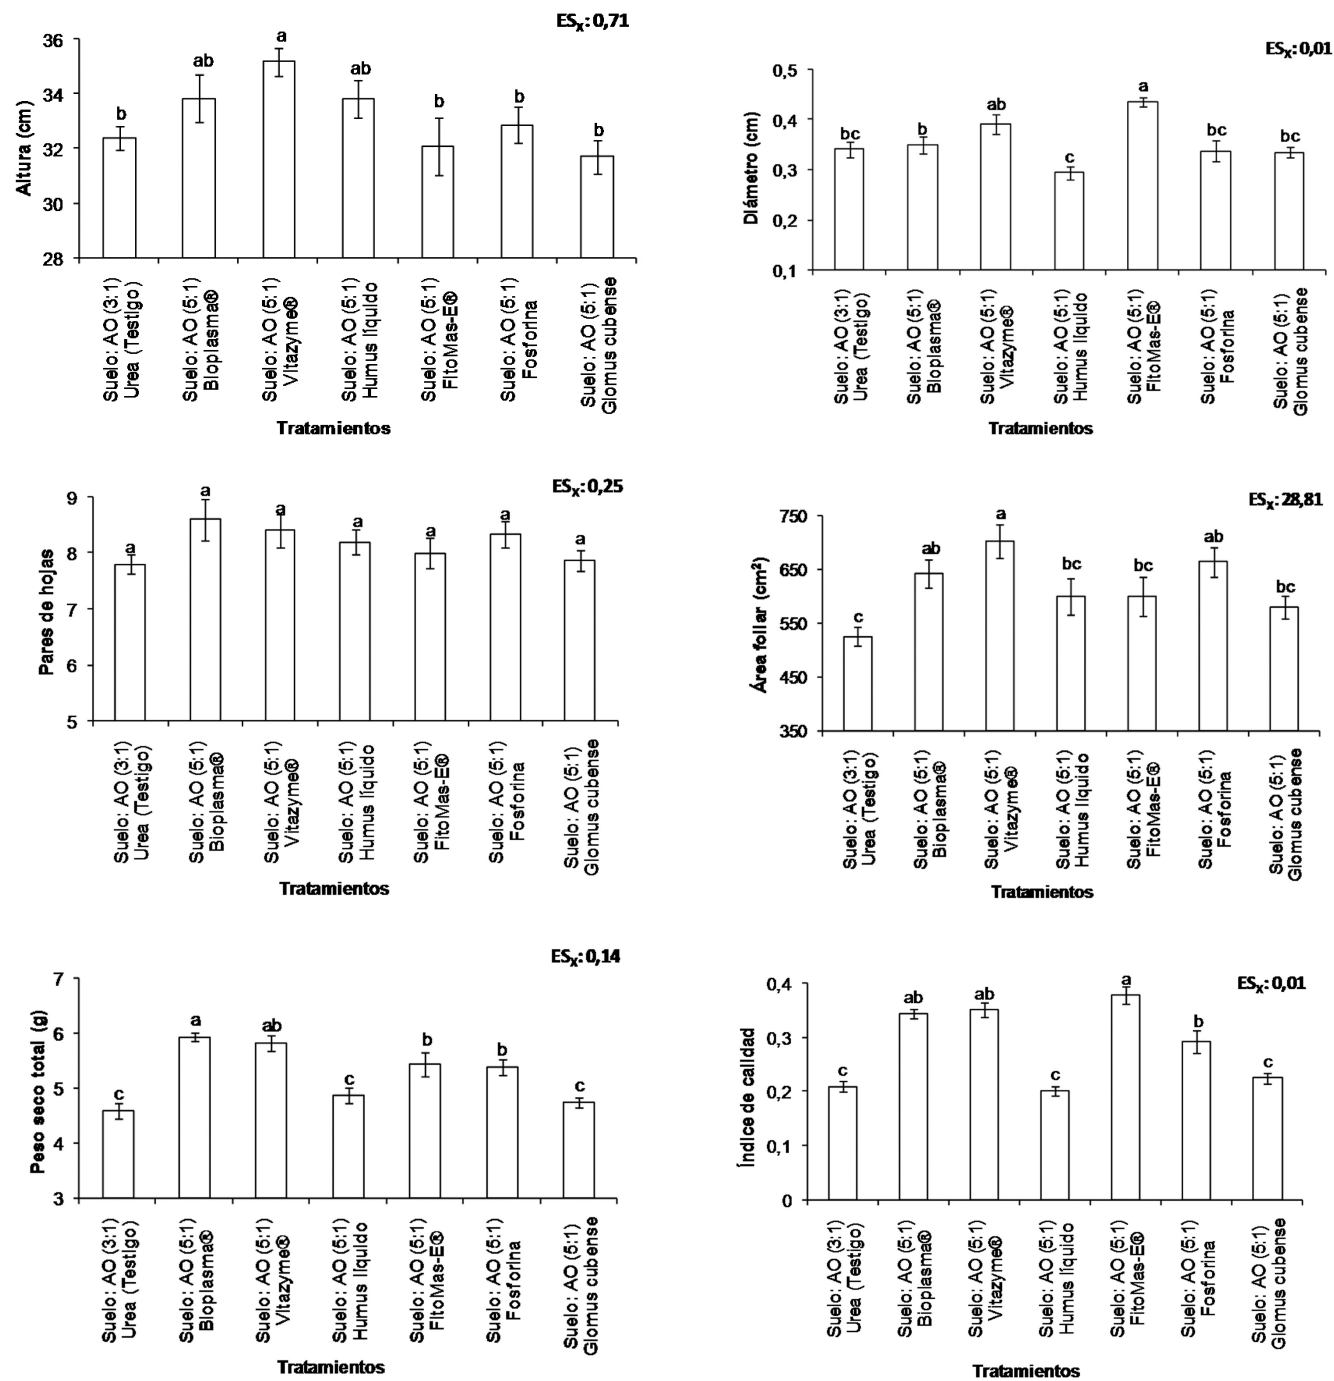 ESx: 0,71
Altura (cm)
36
34
32
30
28
b
ab
a
ab
b
b
b
Suelo: AO (3:1)
Urea (Testigo)
Suelo: AO (5:1)
Bioplasma®
Suelo: AO (5:1)
Vitazyme®
Suelo: AO (5:1)
Humus líquido
Suelo: AO (5:1)
FitoMas-E®
Suelo: AO (5:1)
Fosforina
Suelo: AO (5:1)
Glomus cubense
Tratamientos
ESx: 0,01
Diámetro (cm)
0,5
0,4
0,3
0,2
0,1
bc
b
ab
c
a
bc
bc
Suelo: AO (3:1)
Urea (Testigo)
Suelo: AO (5:1)
Bioplasma®
Suelo: AO (5:1)
Vitazyme®
Suelo: AO (5:1)
Humus líquido
Suelo: AO (5:1)
FitoMas-E®
Suelo: AO (5:1)
Fosforina
Suelo: AO (5:1)
Glomus cubense
Tratamientos
ESx: 0,25
Pares de hojas
9
8
7
6
5
a
a
a
a
a
a
a
Suelo: AO (3:1)
Urea (Testigo)
Suelo: AO (5:1)
Bioplasma®
Suelo: AO (5:1)
Vitazyme®
Suelo: AO (5:1)
Humus líquido
Suelo: AO (5:1)
FitoMas-E®
Suelo: AO (5:1)
Fosforina
Suelo: AO (5:1)
Glomus cubense
Tratamientos
ESx: 28,81
Área foliar (cm²)
750
650
550
450
350
c
ab
a
bc
bc
ab
bc
Suelo: AO (3:1)
Urea (Testigo)
Suelo: AO (5:1)
Bioplasma®
Suelo: AO (5:1)
Vitazyme®
Suelo: AO (5:1)
Humus líquido
Suelo: AO (5:1)
FitoMas-E®
Suelo: AO (5:1)
Fosforina
Suelo: AO (5:1)
Glomus cubense
Tratamientos
ESx: 0,14
Peso seco total (g)
7
6
5
4
3
c
a
ab
c
b
b
c
Suelo: AO (3:1)
Urea (Testigo)
Suelo: AO (5:1)
Bioplasma®
Suelo: AO (5:1)
Vitazyme®
Suelo: AO (5:1)
Humus líquido
Suelo: AO (5:1)
FitoMas-E®
Suelo: AO (5:1)
Fosforina
Suelo: AO (5:1)
Glomus cubense
Tratamientos
ESx: 0,01
Índice de calidad
0,4
0,3
0,2
0,1
0
c
ab
ab
c
a
b
c
Suelo: AO (3:1)
Urea (Testigo)
Suelo: AO (5:1)
Bioplasma®
Suelo: AO (5:1)
Vitazyme®
Suelo: AO (5:1)
Humus líquido
Suelo: AO (5:1)
FitoMas-E®
Suelo: AO (5:1)
Fosforina
Suelo: AO (5:1)
Glomus cubense
Tratamientos